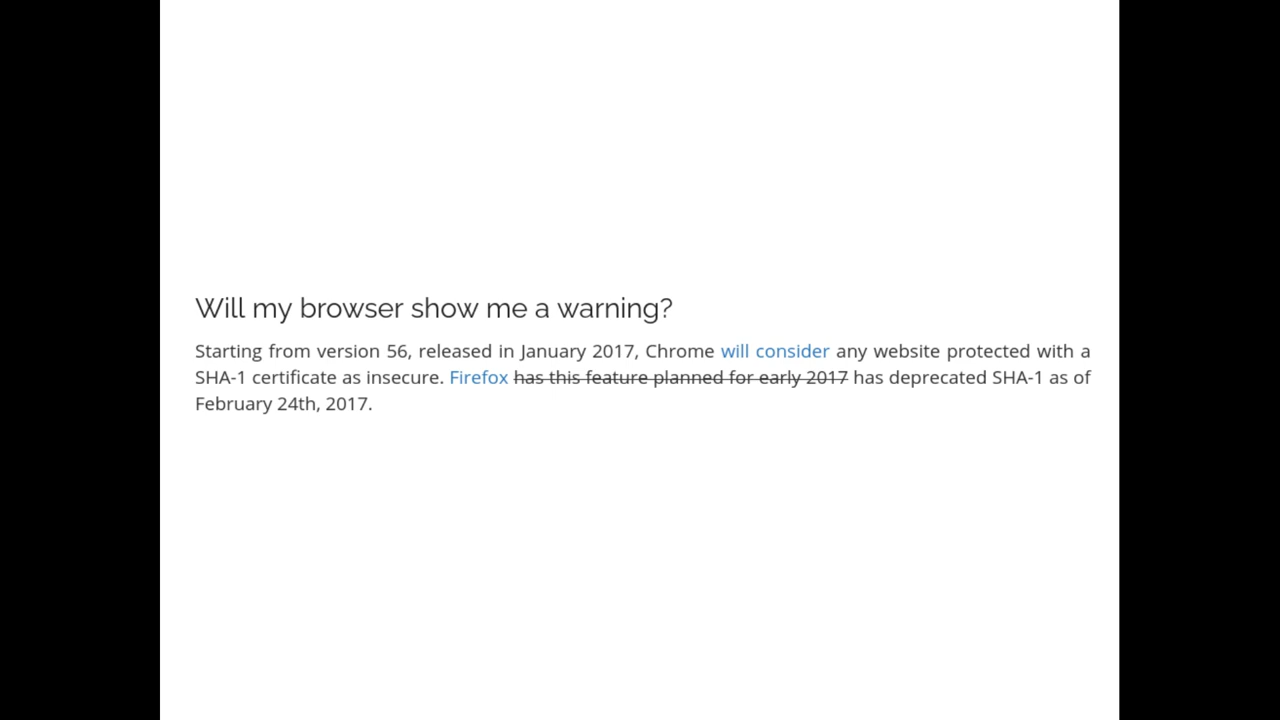 Will my browser show me a warning?
Starting from version 56, released in January 2017, Chrome will consider any website protected with a
SHA-1 certificate as insecure. Firefox has this feature planned for early 2017 has deprecated SHA-1 as of
February 24th, 2017.